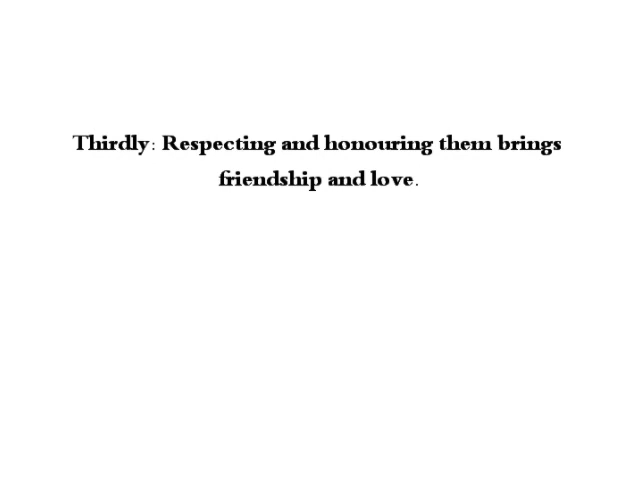 Thirdly: Respecting and honouring them brings
friendship and love.